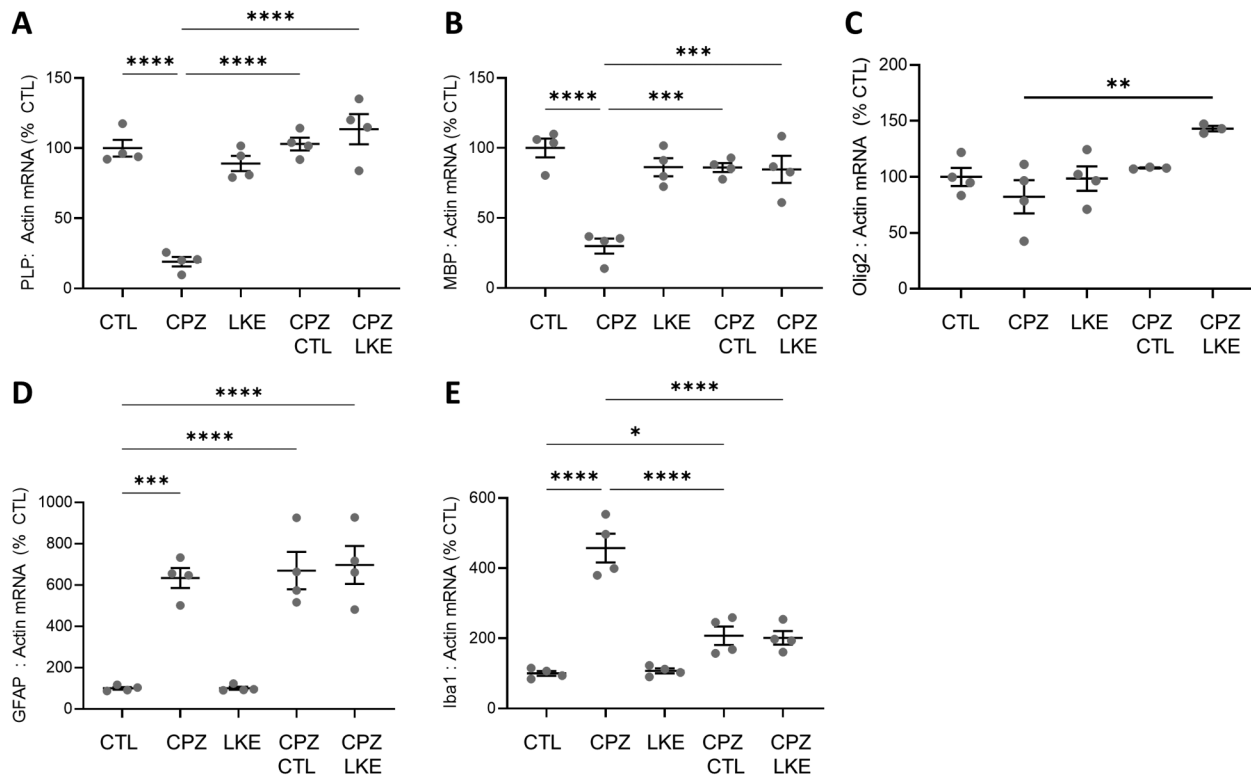 A
****
****
****
PLP: Actin mRNA (% CTL)
150
100
50
0
CTL CPZ LKE CPZ CPZ
CTL LKE
B
***
****
***
MBP : Actin mRNA (% CTL)
150
100
50
0
CTL CPZ LKE CPZ CPZ
CTL LKE
C
**
Olig2 : Actin mRNA (% CTL)
200
150
100
50
0
CTL CPZ LKE CPZ CPZ
CTL LKE
D
****
****
***
GFAP : Actin mRNA (% CTL)
1000
800
600
400
200
0
CTL CPZ LKE CPZ CPZ
CTL LKE
E
****
*
****
****
Iba1 : Actin mRNA (% CTL)
600
400
200
0
CTL CPZ LKE CPZ CPZ
CTL LKE